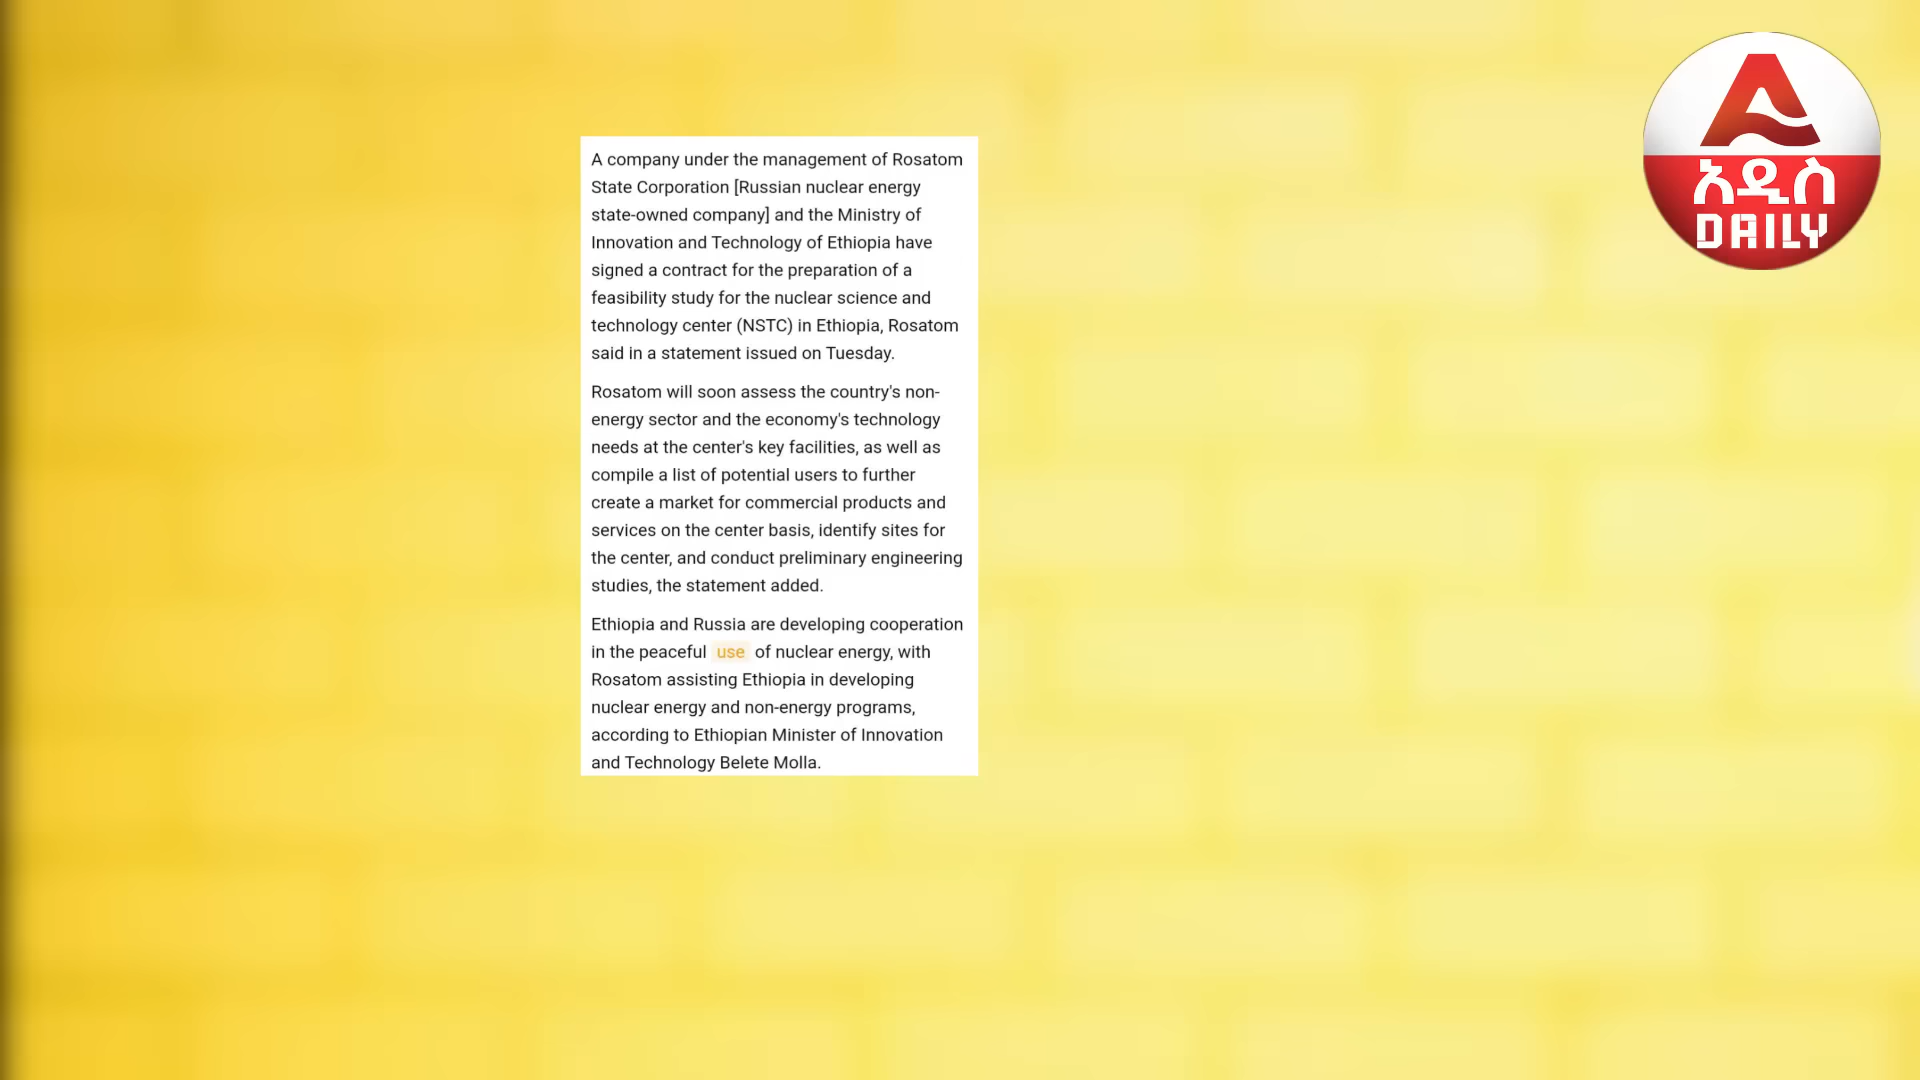 A company under the management of Rosatom
State Corporation [Russian nuclear energy
state-owned company] and the Ministry of
Innovation and Technology of Ethiopia have
signed a contract for the preparation of a
feasibility study for the nuclear science and
technology center (NSTC) in Ethiopia, Rosatom
said in a statement issued on Tuesday.
Rosatom will soon assess the country's non-
energy sector and the economy's technology
needs at the center's key facilities, as well as
compile a list of potential users to further
create a market for commercial products and
services on the center basis, identify sites for
the center, and conduct preliminary engineering
studies, the statement added.
Ethiopia and Russia are developing cooperation
in the peaceful use of nuclear energy, with
Rosatom assisting Ethiopia in developing
nuclear energy and non-energy programs,
according to Ethiopian Minister of Innovation
and Technology Belete Molla.
አዲስ
DAILY